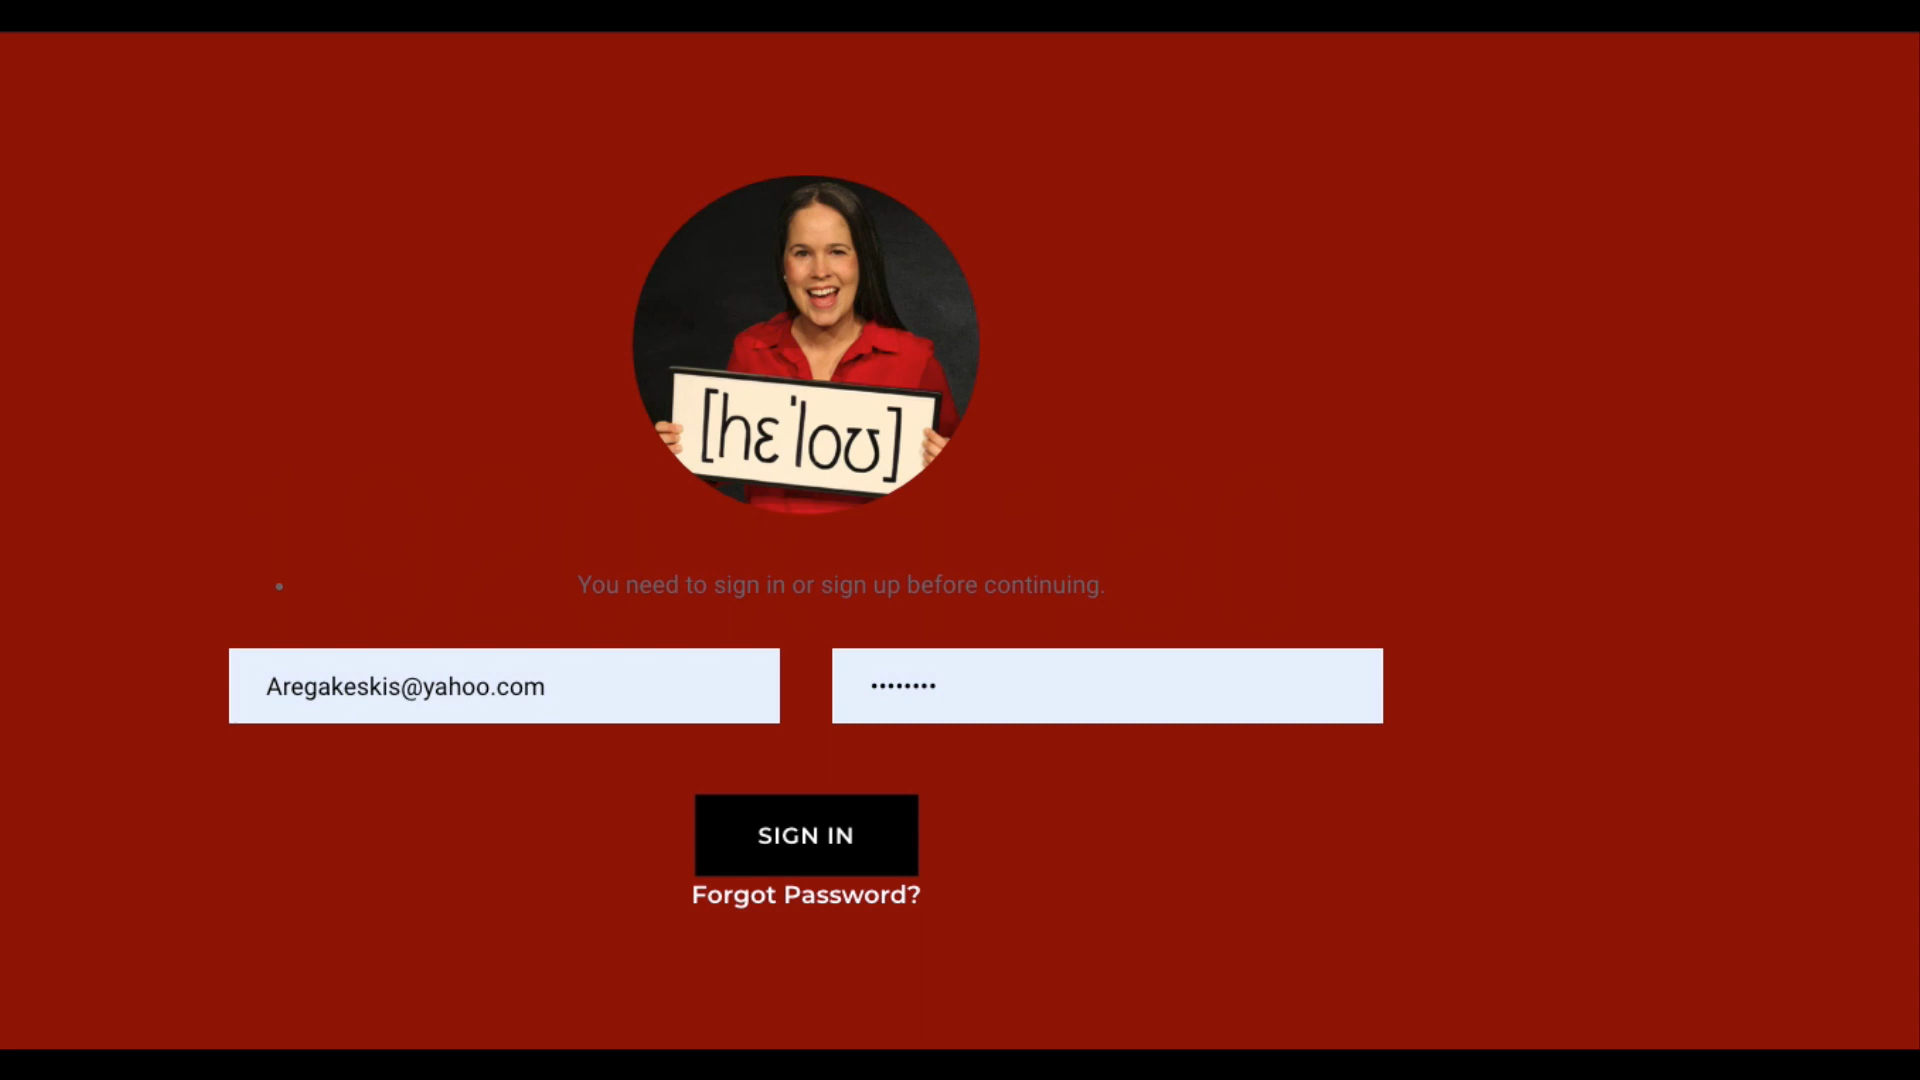 [hɛˈloʊ]
You need to sign in or sign up before continuing.
Aregakeskis@yahoo.com
SIGN IN
Forgot Password?